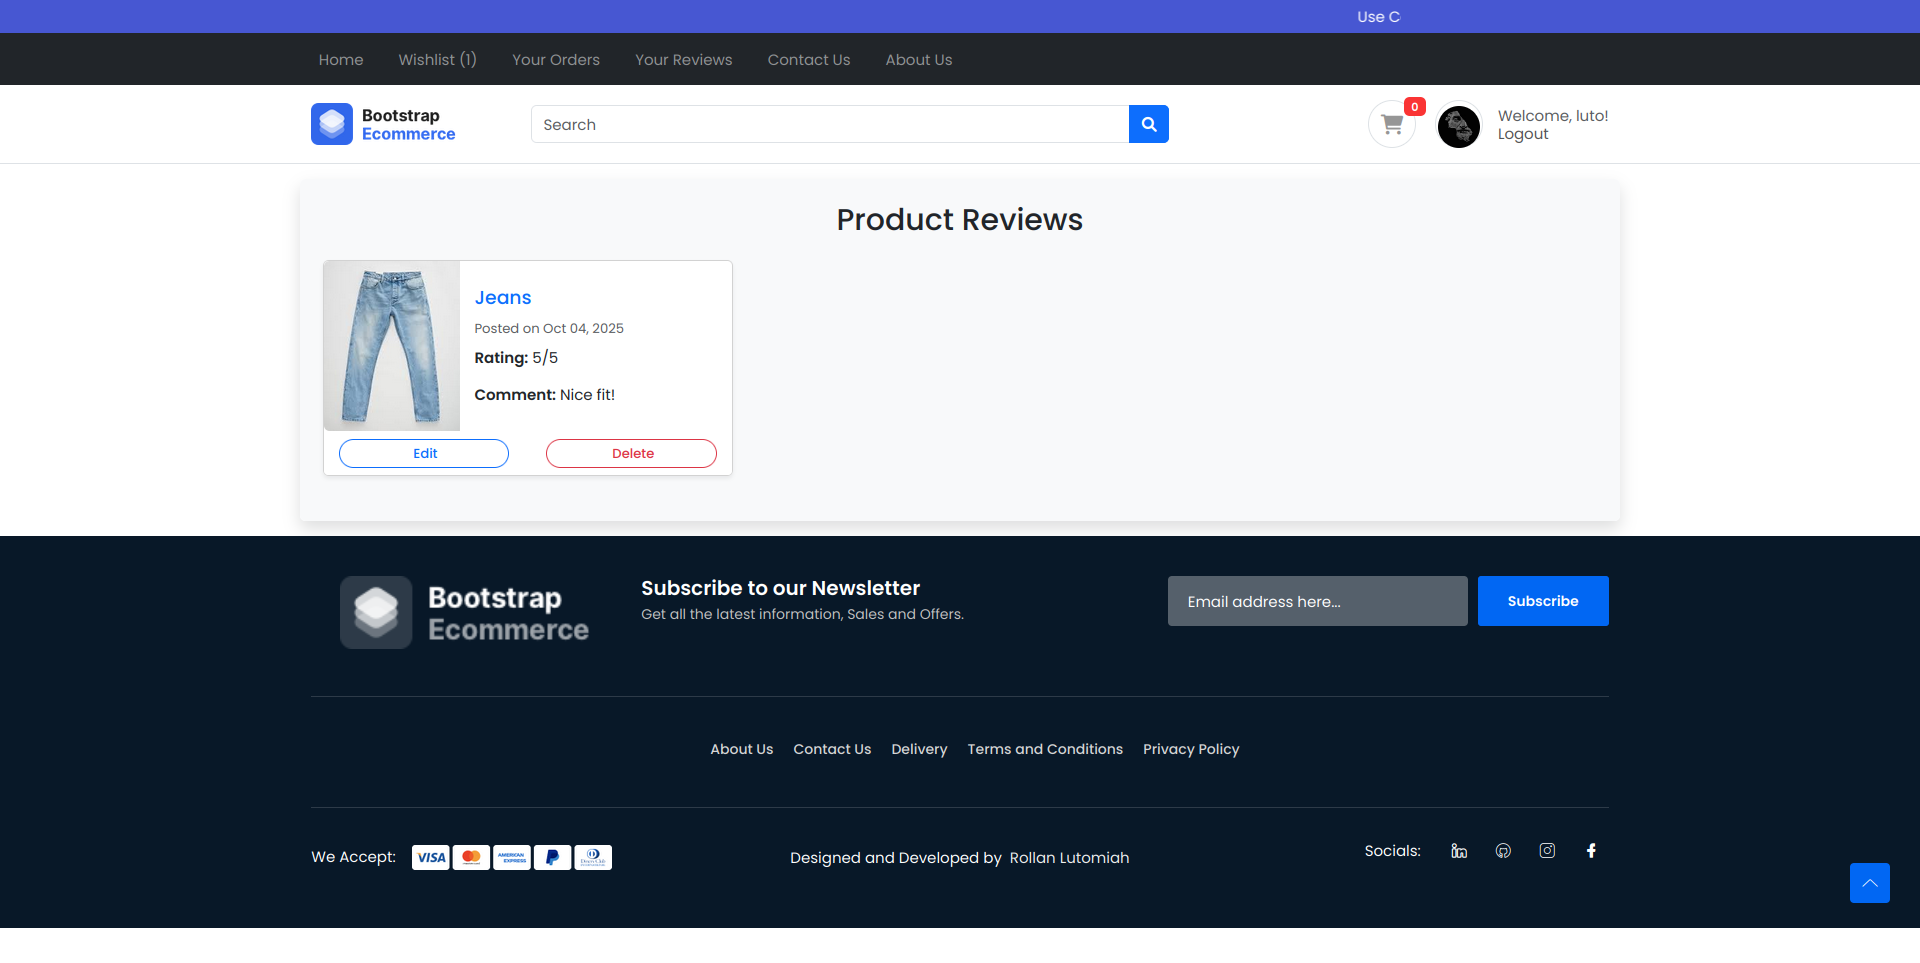 Use C
Home Wishlist (1) Your Orders Your Reviews Contact Us About Us
Bootstrap
Ecommerce
Search
0
Welcome, luto!
Logout
Product Reviews
Jeans
Posted on Oct 04, 2025
Rating: 5/5
Comment: Nice fit!
Edit Delete
Bootstrap
Ecommerce
Subscribe to our Newsletter
Get all the latest information, Sales and Offers.
Email address here...
Subscribe
About Us Contact Us Delivery Terms and Conditions Privacy Policy
We Accept:
VISA
AMERICAN
EXPRESS
Designed and Developed by Rollan Lutomiah
Socials: